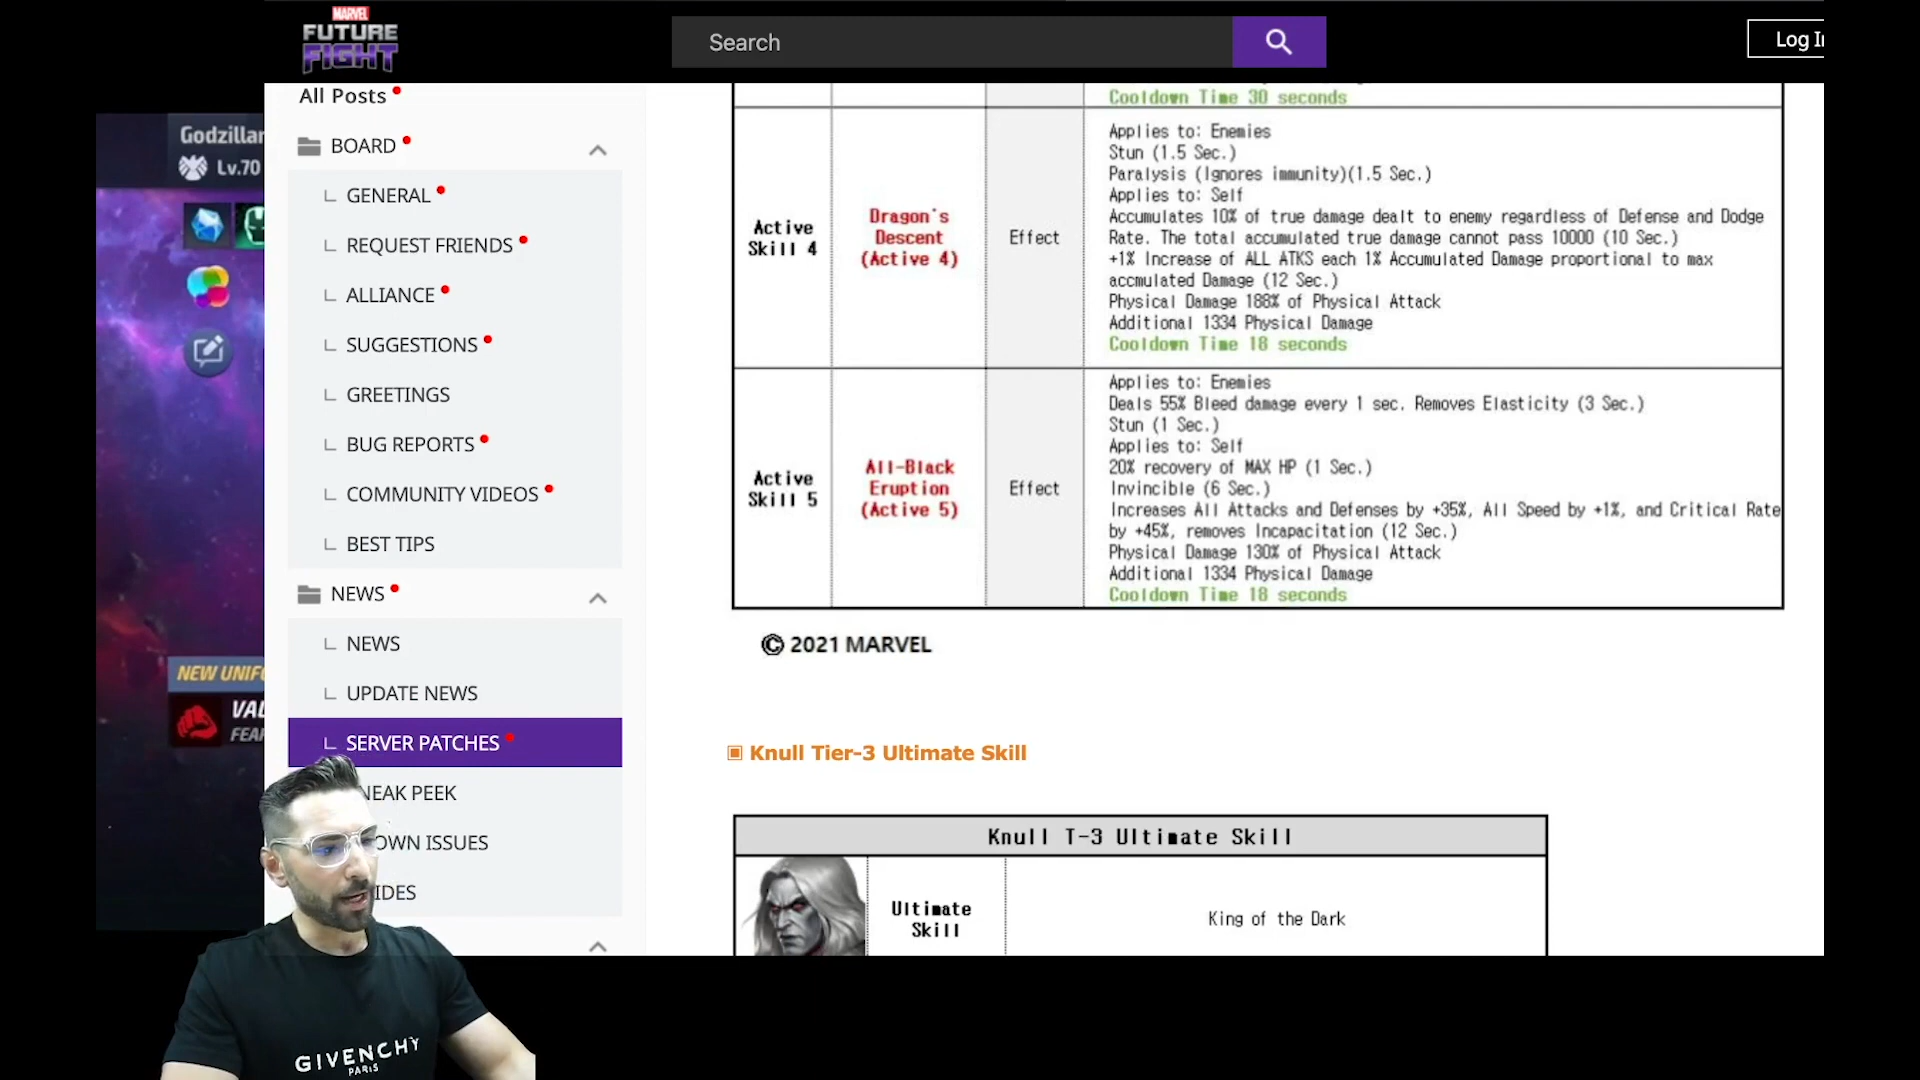 MARVEL
FUTURE
FIGHT
Search
Log I
All Posts
BOARD
GENERAL
REQUEST FRIENDS
ALLIANCE
SUGGESTIONS
GREETINGS
BUG REPORTS
COMMUNITY VIDEOS
BEST TIPS
NEWS
NEWS
UPDATE NEWS
SERVER PATCHES
NEAK PEEK
OWN ISSUES
IDES
Godzillar
Lv.70
NEW UNIF
VAL
FEAR
Cooldown Time 30 seconds
Active
Skill 4
Dragon's
Descent
(Active 4)
Effect
Applies to: Enemies
Stun (1.5 Sec.)
Paralysis (Ignores immunity)(1.5 Sec.)
Applies to: Self
Accumulates 10% of true damage dealt to enemy regardless of Defense and Dodge
Rate. The total accumulated true damage cannot pass 10000 (10 Sec.)
+1% Increase of ALL ATKS each 1% Accumulated Damage proportional to max
accmulated Damage (12 Sec.)
Physical Damage 188% of Physical Attack
Additional 1334 Physical Damage
Cooldown Time 18 seconds
Active
Skill 5
All-Black
Eruption
(Active 5)
Effect
Applies to: Enemies
Deals 55% Bleed damage every 1 sec. Removes Elasticity (3 Sec.)
Stun (1 Sec.)
Applies to: Self
20% recovery of MAX HP (1 Sec.)
Invincible (6 Sec.)
Increases All Attacks and Defenses by +35%, All Speed by +1%, and Critical Rate
by +45%, removes Incapacitation (12 Sec.)
Physical Damage 130% of Physical Attack
Additional 1334 Physical Damage
Cooldown Time 18 seconds
© 2021 MARVEL
Knull Tier-3 Ultimate Skill
Knull T-3 Ultimate Skill
Ultimate
Skill
King of the Dark
GIVENCHY
PARIS